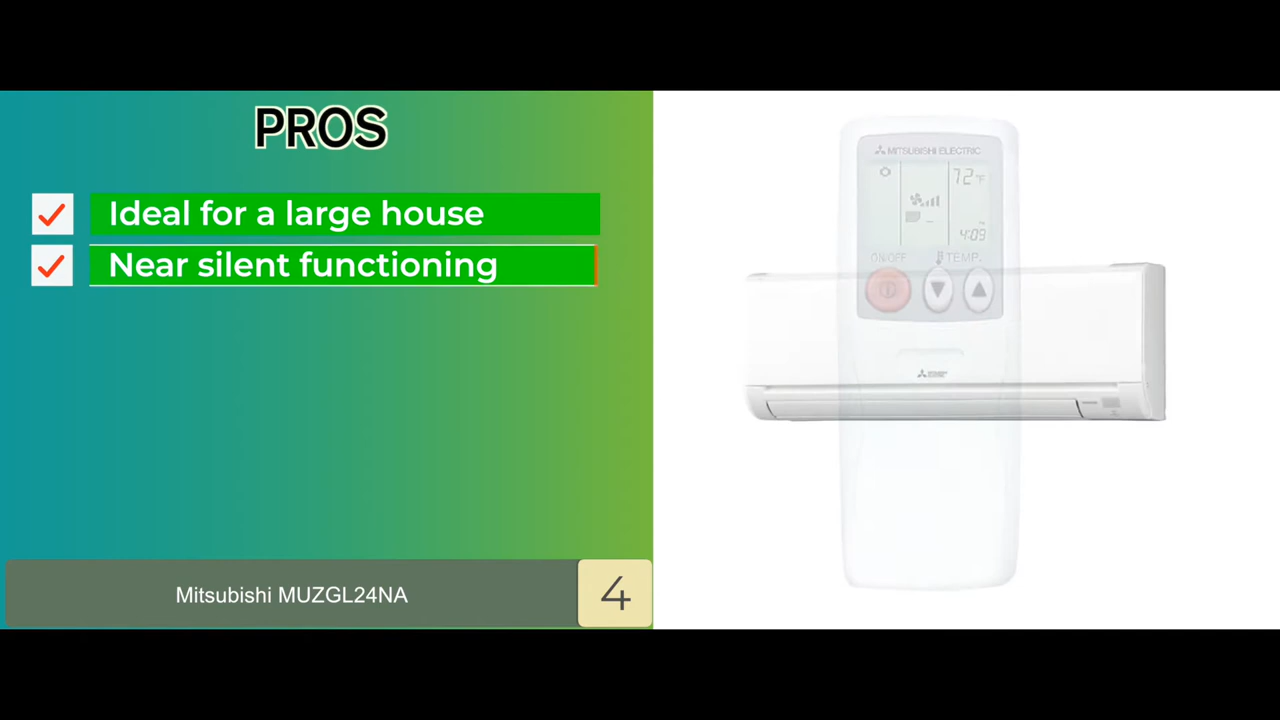 PROS
Ideal for a large house
Near silent functioning
Mitsubishi MUZGL24NA
4
MITSUBISHI ELECTRIC
72°F
4:09
ON/OFF
TEMP.